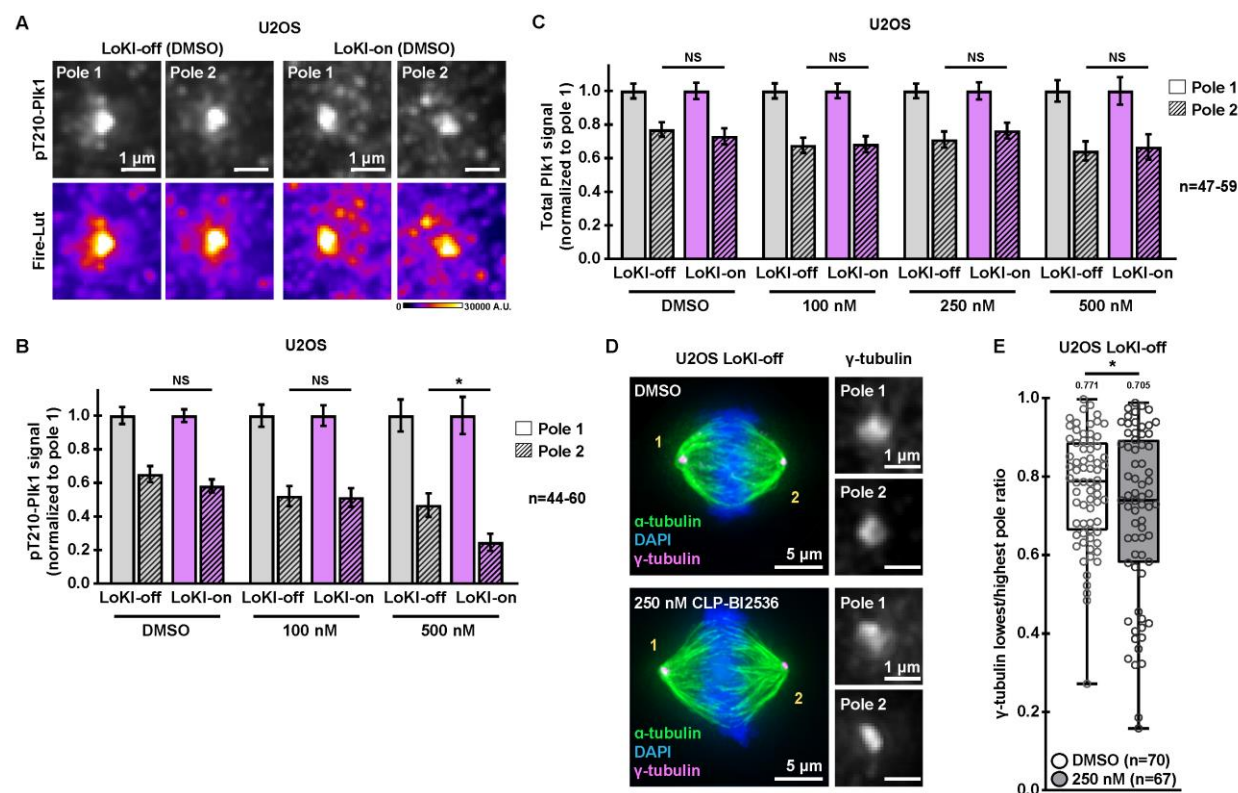 A
U2OS
LoKI-off (DMSO)
LoKI-on (DMSO)
pT210-Plk1
Pole 1
Pole 2
Pole 1
Pole 2
1 µm
1 µm
Fire-Lut
0
30000 A.U.
B
U2OS
pT210-Plk1 signal
(normalized to pole 1)
1.0
0.8
0.6
0.4
0.2
0
NS
NS
*
Pole 1
Pole 2
n=44-60
LoKI-off LoKI-on
LoKI-off LoKI-on
LoKI-off LoKI-on
DMSO
100 nM
500 nM
C
U2OS
Total Plk1 signal
(normalized to pole 1)
1.0
0.8
0.6
0.4
0.2
0.0
NS
NS
NS
NS
Pole 1
Pole 2
n=47-59
LoKI-off LoKI-on
LoKI-off LoKI-on
LoKI-off LoKI-on
LoKI-off LoKI-on
DMSO
100 nM
250 nM
500 nM
D
U2OS LoKI-off
γ-tubulin
DMSO
1
2
α-tubulin
DAPI
γ-tubulin
5 µm
Pole 1
1 µm
Pole 2
250 nM CLP-BI2536
1
2
α-tubulin
DAPI
γ-tubulin
5 µm
Pole 1
1 µm
Pole 2
E
U2OS LoKI-off
*
0.771
0.705
γ-tubulin lowest/highest pole ratio
1.0
0.8
0.6
0.4
0.2
0.0
DMSO (n=70)
250 nM (n=67)